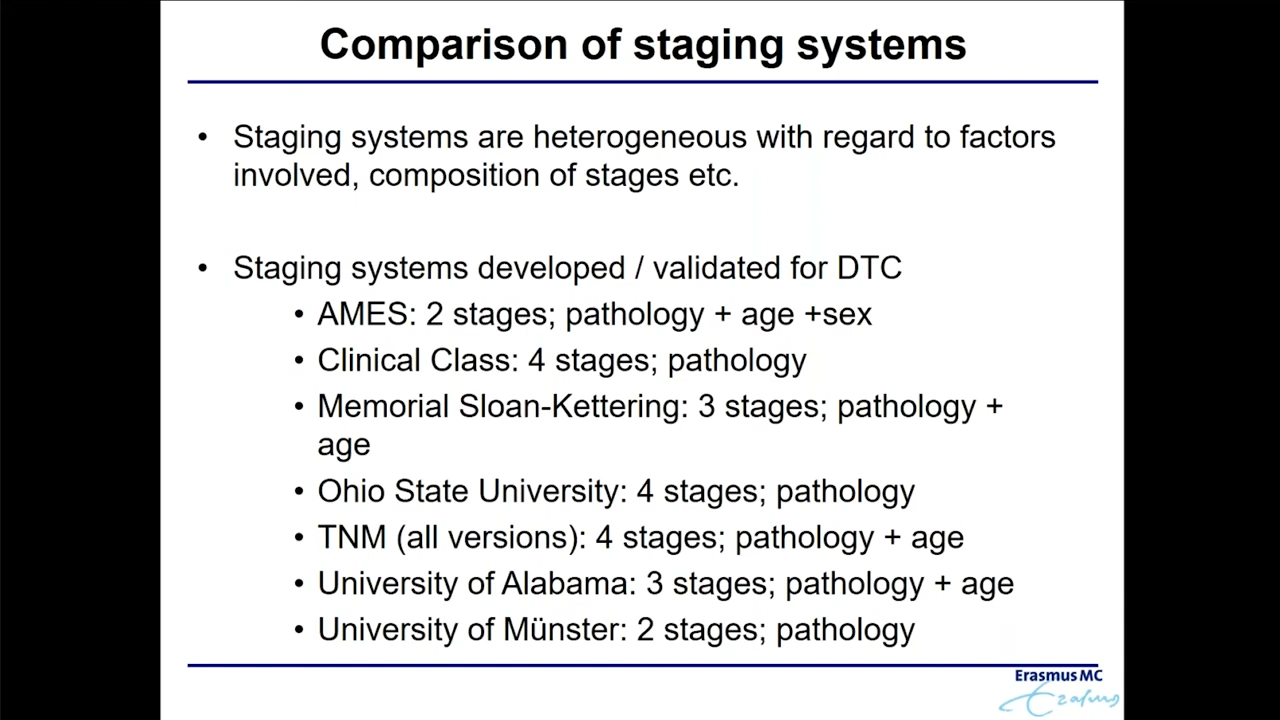 Comparison of staging systems
• Staging systems are heterogeneous with regard to factors
involved, composition of stages etc.
• Staging systems developed / validated for DTC
• AMES: 2 stages; pathology + age +sex
• Clinical Class: 4 stages; pathology
• Memorial Sloan-Kettering: 3 stages; pathology +
age
• Ohio State University: 4 stages; pathology
• TNM (all versions): 4 stages; pathology + age
• University of Alabama: 3 stages; pathology + age
• University of Münster: 2 stages; pathology
Erasmus MC
Erasmus